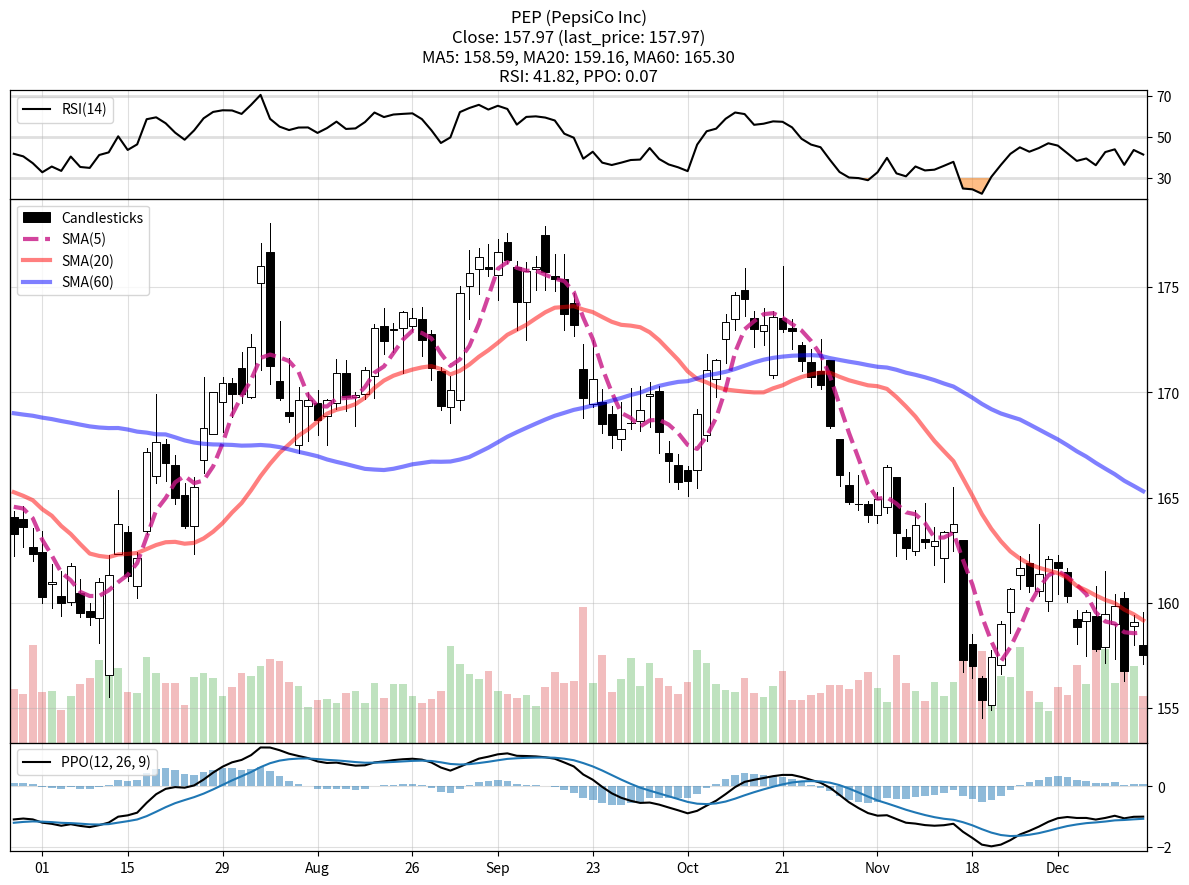 PEP (PepsiCo Inc)
Close: 157.97 (last_price: 157.97)
MA5: 158.59, MA20: 159.16, MA60: 165.30
RSI: 41.82, PPO: 0.07
RSI(14)
70
50
30
Candlesticks
SMA(5)
SMA(20)
SMA(60)
175
170
165
160
155
PPO(12, 26, 9)
0
−2
01 15 29 Aug 26 Sep 23 Oct 21 Nov 18 Dec